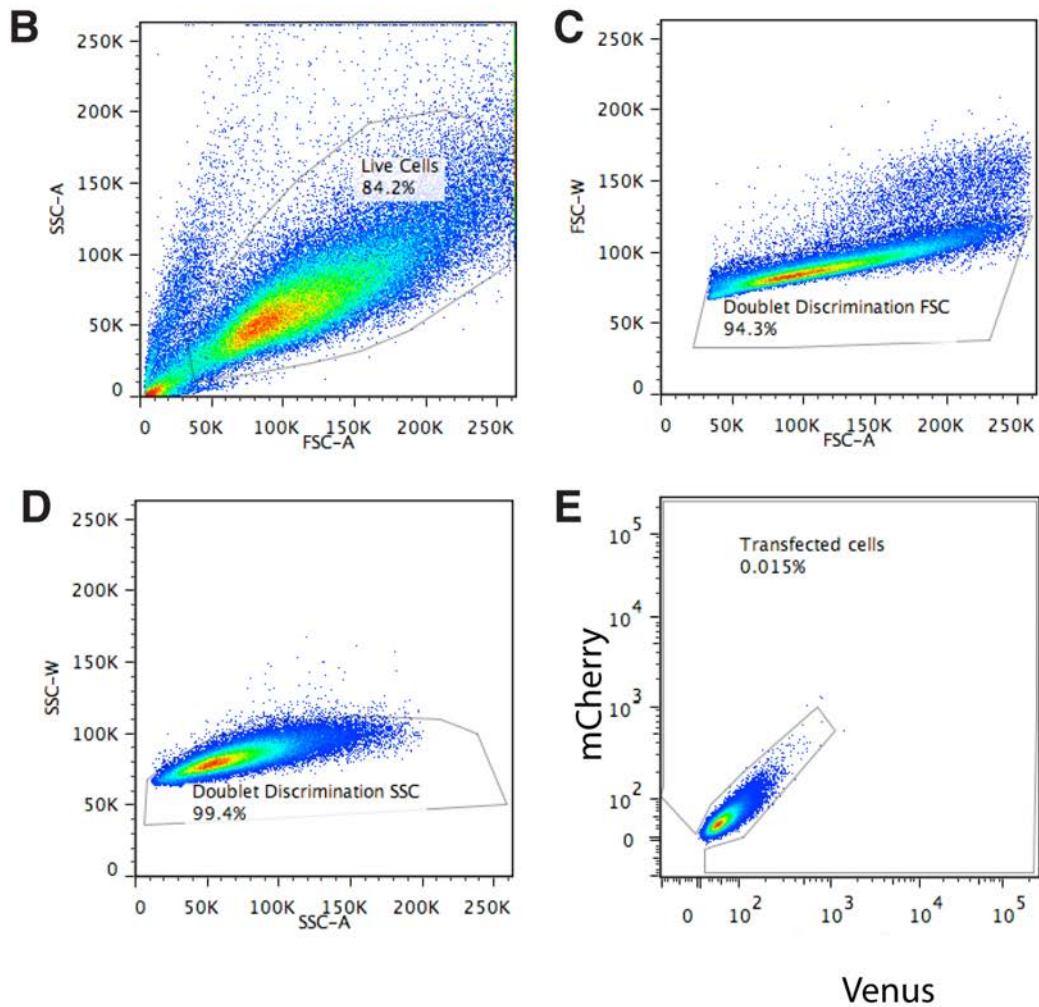 B
250K
200K
150K
100K
50K
0
SSC-A
Live Cells
84.2%
0 50K 100K 150K 200K 250K
FSC-A
C
250K
200K
150K
100K
50K
0
FSC-W
Doublet Discrimination FSC
94.3%
50K 100K 150K 200K 250K
FSC-A
D
250K
200K
150K
100K
50K
0
SSC-W
Doublet Discrimination SSC
99.4%
0 50K 100K 150K 200K 250K
SSC-A
E
10^5
10^4
10^3
10^2
0
mCherry
Transfected cells
0.015%
0 10^2 10^3 10^4 10^5
Venus